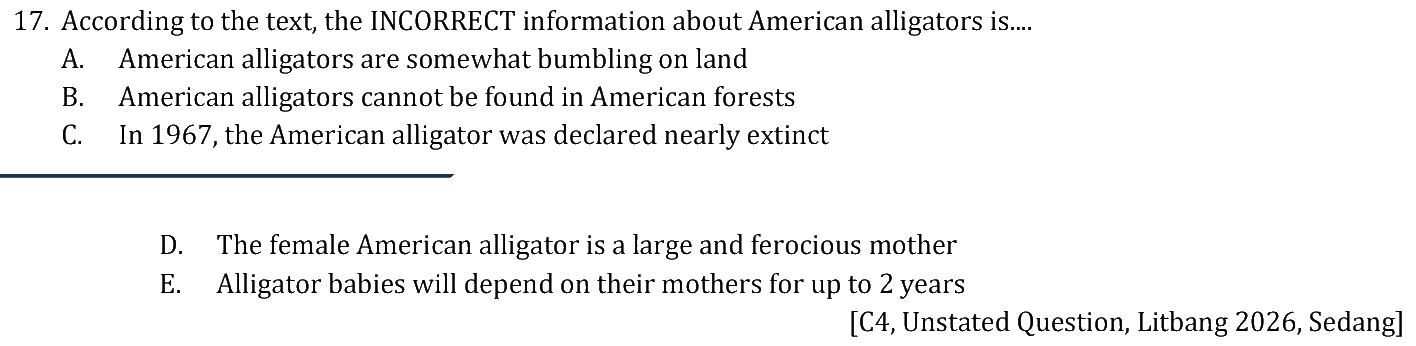 17. According to the text, the INCORRECT information about American alligators is....
A. American alligators are somewhat bumbling on land
B. American alligators cannot be found in American forests
C. In 1967, the American alligator was declared nearly extinct
D. The female American alligator is a large and ferocious mother
E. Alligator babies will depend on their mothers for up to 2 years
[C4, Unstated Question, Litbang 2026, Sedang]